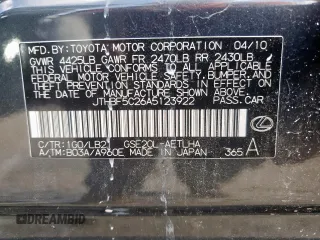 MFD.BY:TOYOTA MOTOR CORPORATION 04/10
GVWR 4425LB GAWR FR 2470LB RR 2430LB
THIS VEHICLE CONFORMS TO ALL APPLICABLE
FEDERAL MOTOR VEHICLE SAFETY, BUMPER, AND
THEFT PREVENTION STANDARDS IN EFFECT ON
THE DATE OF MANUFACTURE SHOWN ABOVE.
JTHBF5C26A5123922
PASS. CAR
C/TR:1G0/LB21 GSE20L-AETLHA
A/TM:B03A/A960E MADE IN JAPAN 365 A